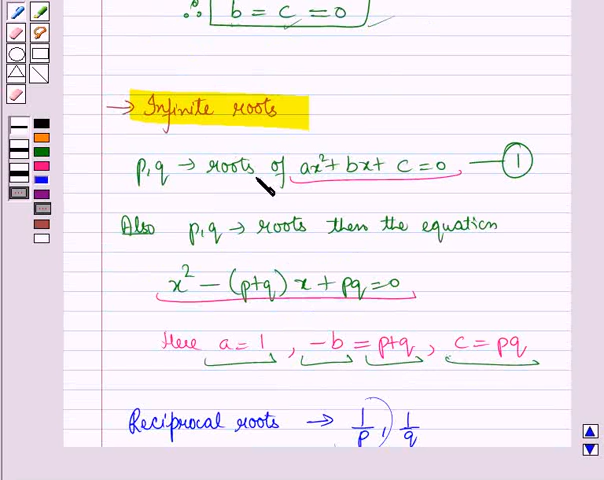 ∴ b = c = 0
→ Infinite roots
p,q → roots of ax²+ bx+ c=0 — ①
Also p,q → roots then the equation
x² - (p+q) x + pq=0
Here a=1, -b = p+q, c = pq
Reciprocal roots → 1/p, 1/q